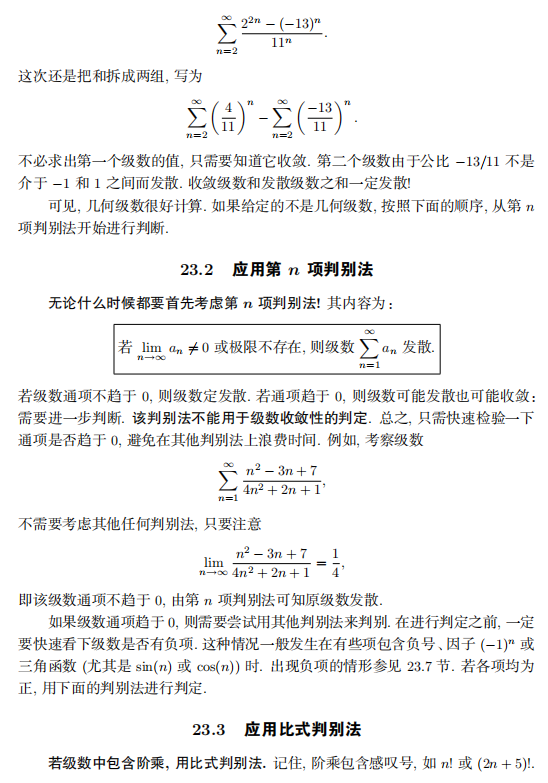 $$\sum_{n=2}^{\infty} \frac{2^{2n} - (-13)^n}{11^n}.$$
这次还是把和拆成两组, 写为
$$\sum_{n=2}^{\infty} \left(\frac{4}{11}\right)^n - \sum_{n=2}^{\infty} \left(\frac{-13}{11}\right)^n.$$
不必求出第一个级数的值, 只需要知道它收敛. 第二个级数由于公比 −13/11 不是
介于 −1 和 1 之间而发散. 收敛级数和发散级数之和一定发散!
可见, 几何级数很好计算. 如果给定的不是几何级数, 按照下面的顺序, 从第 n
项判别法开始进行判断.
23.2 应用第 n 项判别法
无论什么时候都要首先考虑第 n 项判别法! 其内容为:
若 $\lim_{n\to\infty} a_n \neq 0$ 或极限不存在, 则级数 $\sum_{n=1}^{\infty} a_n$ 发散.
若级数通项不趋于 0, 则级数定发散. 若通项趋于 0, 则级数可能发散也可能收敛:
需要进一步判断. 该判别法不能用于级数收敛性的判定. 总之, 只需快速检验一下
通项是否趋于 0, 避免在其他判别法上浪费时间. 例如, 考察级数
$$\sum_{n=1}^{\infty} \frac{n^2 - 3n + 7}{4n^2 + 2n + 1},$$
不需要考虑其他任何判别法, 只要注意
$$\lim_{n\to\infty} \frac{n^2 - 3n + 7}{4n^2 + 2n + 1} = \frac{1}{4},$$
即该级数通项不趋于 0, 由第 n 项判别法可知原级数发散.
如果级数通项趋于 0, 则需要尝试用其他判别法来判别. 在进行判定之前, 一定
要快速看下级数是否有负项. 这种情况一般发生在有些项包含负号、因子 $(-1)^n$ 或
三角函数 (尤其是 sin(n) 或 cos(n)) 时. 出现负项的情形参见 23.7 节. 若各项均为
正, 用下面的判别法进行判定.
23.3 应用比式判别法
若级数中包含阶乘, 用比式判别法. 记住, 阶乘包含感叹号, 如 n! 或 (2n + 5)!.